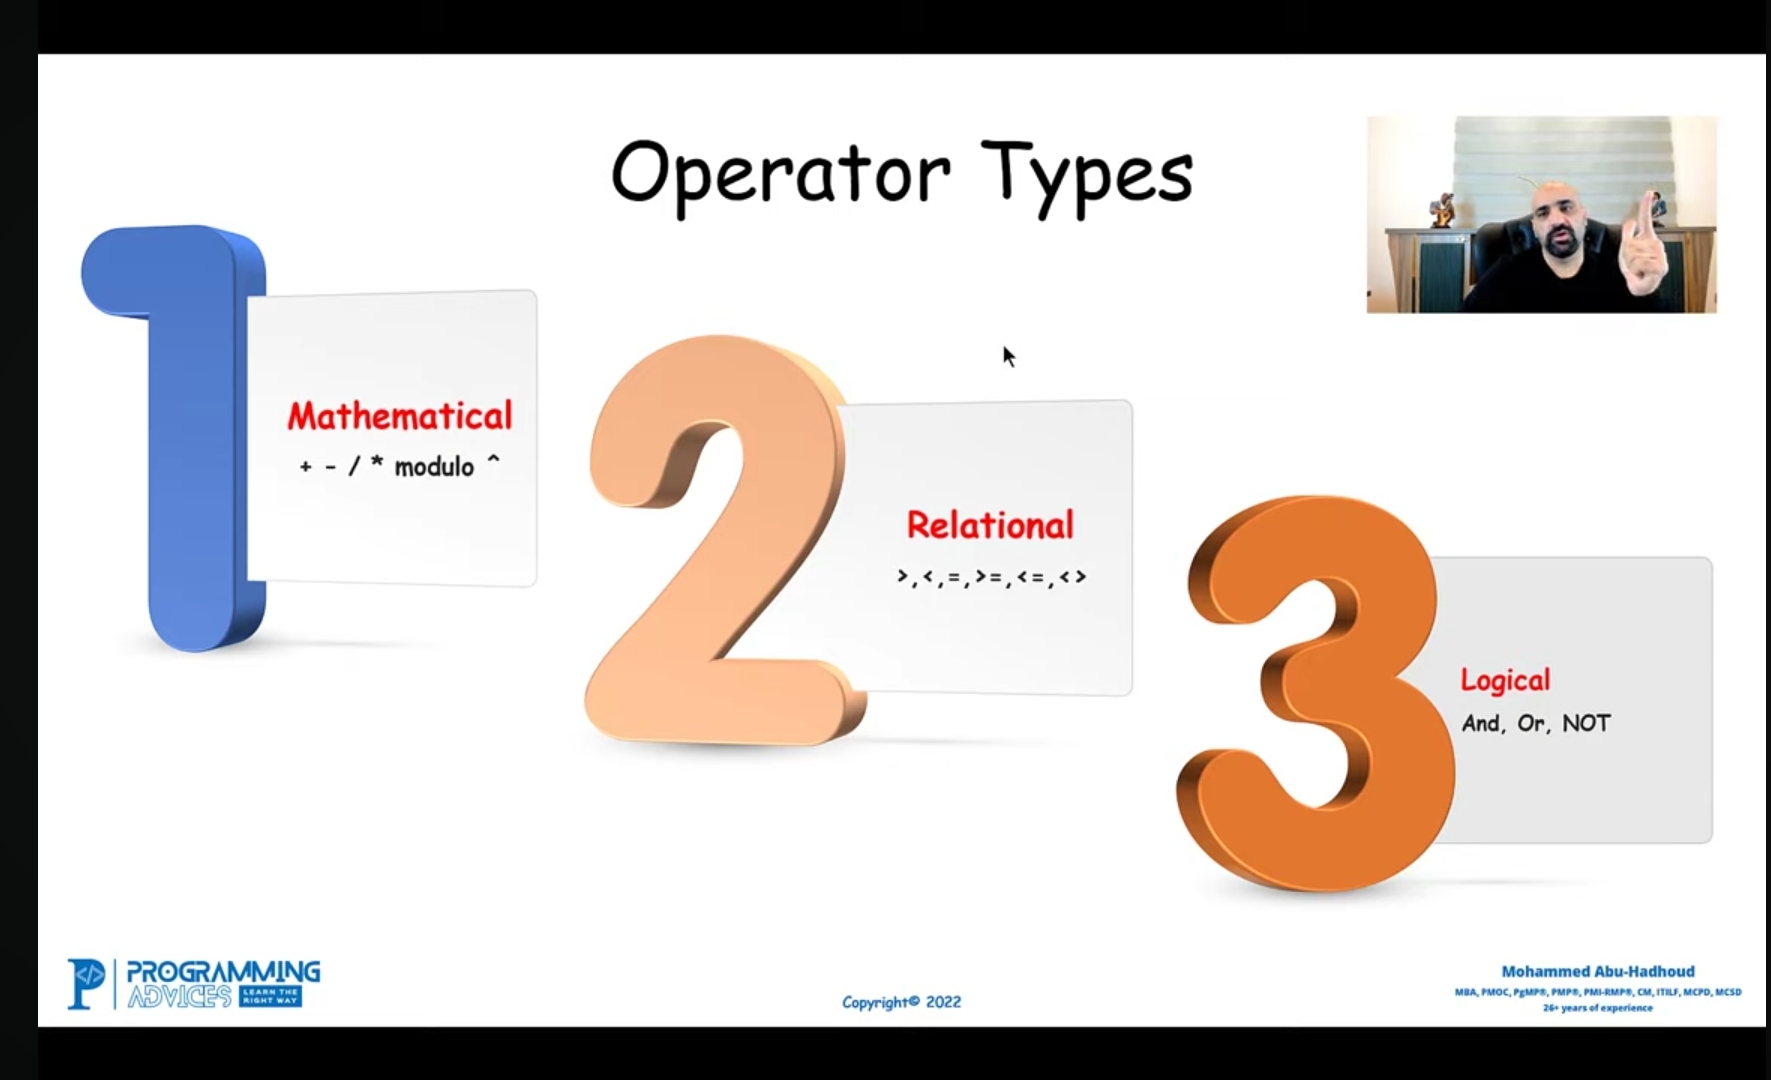 Operator Types
1
Mathematical
+ - / * modulo ^
2
Relational
>,<,=,>=,<=,<>
3
Logical
And, Or, NOT
P </>
PROGRAMMING
ADVICES
LEARN THE
RIGHT WAY
Copyright© 2022
Mohammed Abu-Hadhoud
MBA, PMOC, PgMP®, PMP®, PMI-RMP®, CM, ITILF, MCPD, MCSD
26+ years of experience